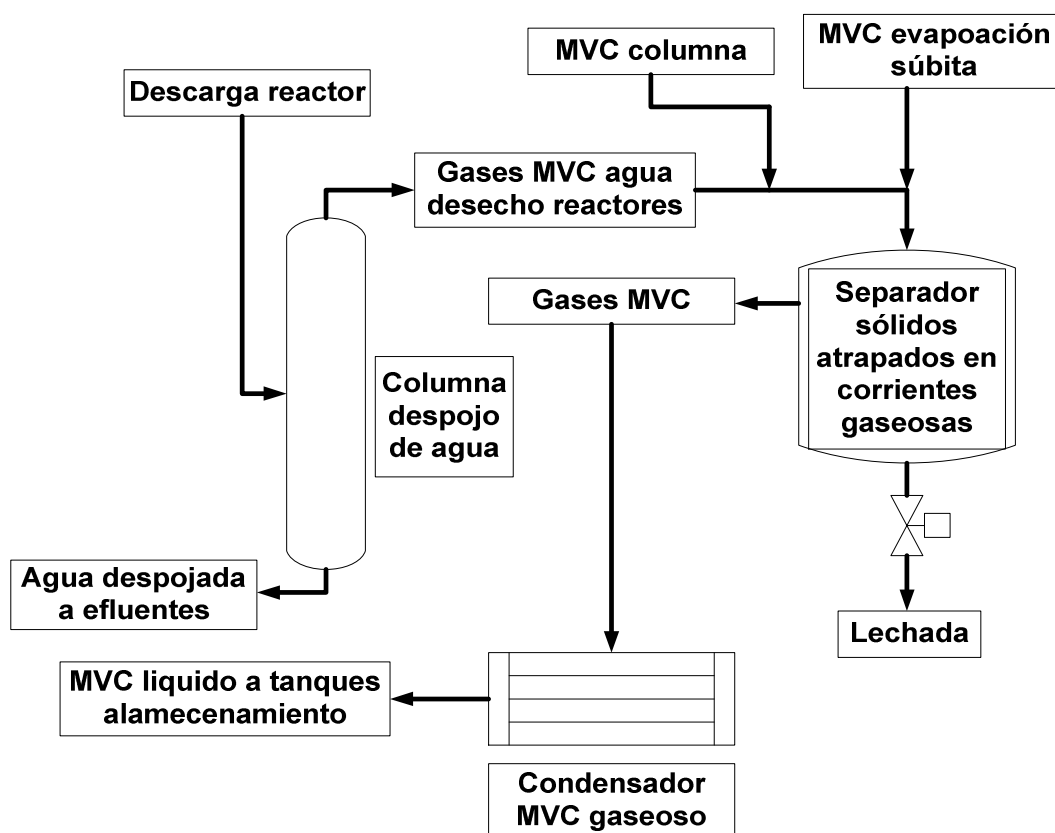 MVC columna
MVC evapoación
súbita
Descarga reactor
Gases MVC agua
desecho reactores
Gases MVC
Separador
sólidos
atrapados en
corrientes
gaseosas
Columna
despojo
de agua
Agua despojada
a efluentes
Lechada
MVC liquido a tanques
alamecenamiento
Condensador
MVC gaseoso